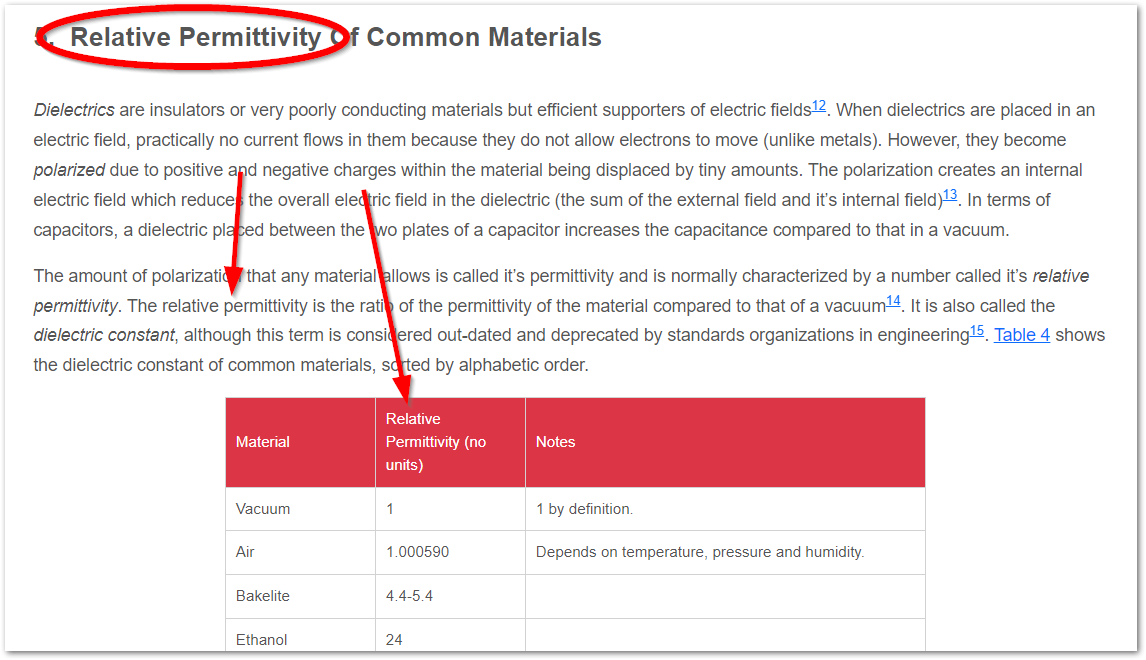 5. Relative Permittivity Of Common Materials
Dielectrics are insulators or very poorly conducting materials but efficient supporters of electric fields12. When dielectrics are placed in an
electric field, practically no current flows in them because they do not allow electrons to move (unlike metals). However, they become
polarized due to positive and negative charges within the material being displaced by tiny amounts. The polarization creates an internal
electric field which reduces the overall electric field in the dielectric (the sum of the external field and it's internal field)13. In terms of
capacitors, a dielectric placed between the two plates of a capacitor increases the capacitance compared to that in a vacuum.
The amount of polarization that any material allows is called it's permittivity and is normally characterized by a number called it's relative
permittivity. The relative permittivity is the ratio of the permittivity of the material compared to that of a vacuum14. It is also called the
dielectric constant, although this term is considered out-dated and deprecated by standards organizations in engineering15. Table 4 shows
the dielectric constant of common materials, sorted by alphabetic order.
Material
Relative
Permittivity (no
units)
Notes
Vacuum 1 1 by definition.
Air 1.000590 Depends on temperature, pressure and humidity.
Bakelite 4.4-5.4
Ethanol 24